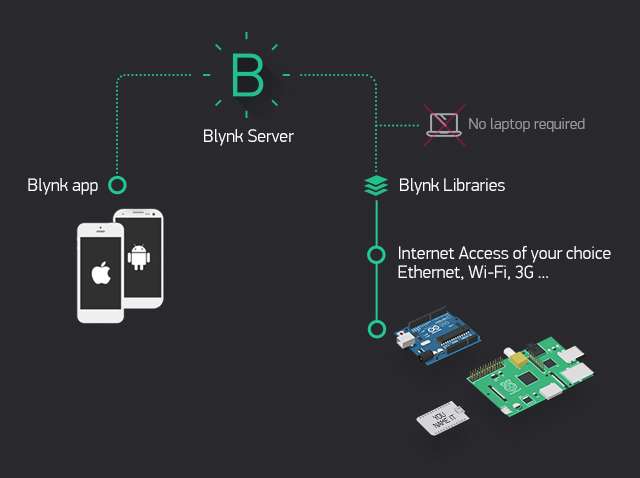 B
Blynk Server
No laptop required
Blynk app
Blynk Libraries
Internet Access of your choice
Ethernet, Wi-Fi, 3G ...
YOU
NAME IT